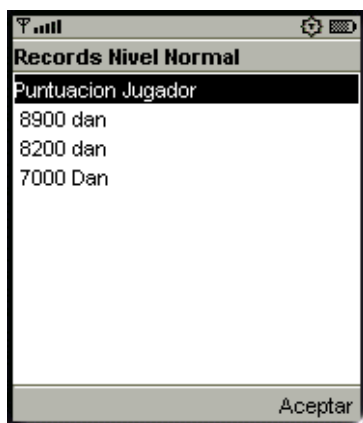 Records Nivel Normal
Puntuacion Jugador
8900 dan
8200 dan
7000 Dan
Aceptar